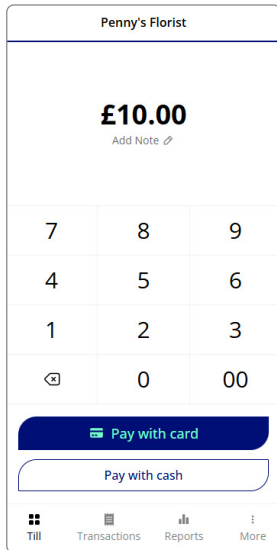 Penny's Florist
£10.00
Add Note
7 8 9
4 5 6
1 2 3
0 00
Pay with card
Pay with cash
Till Transactions Reports More